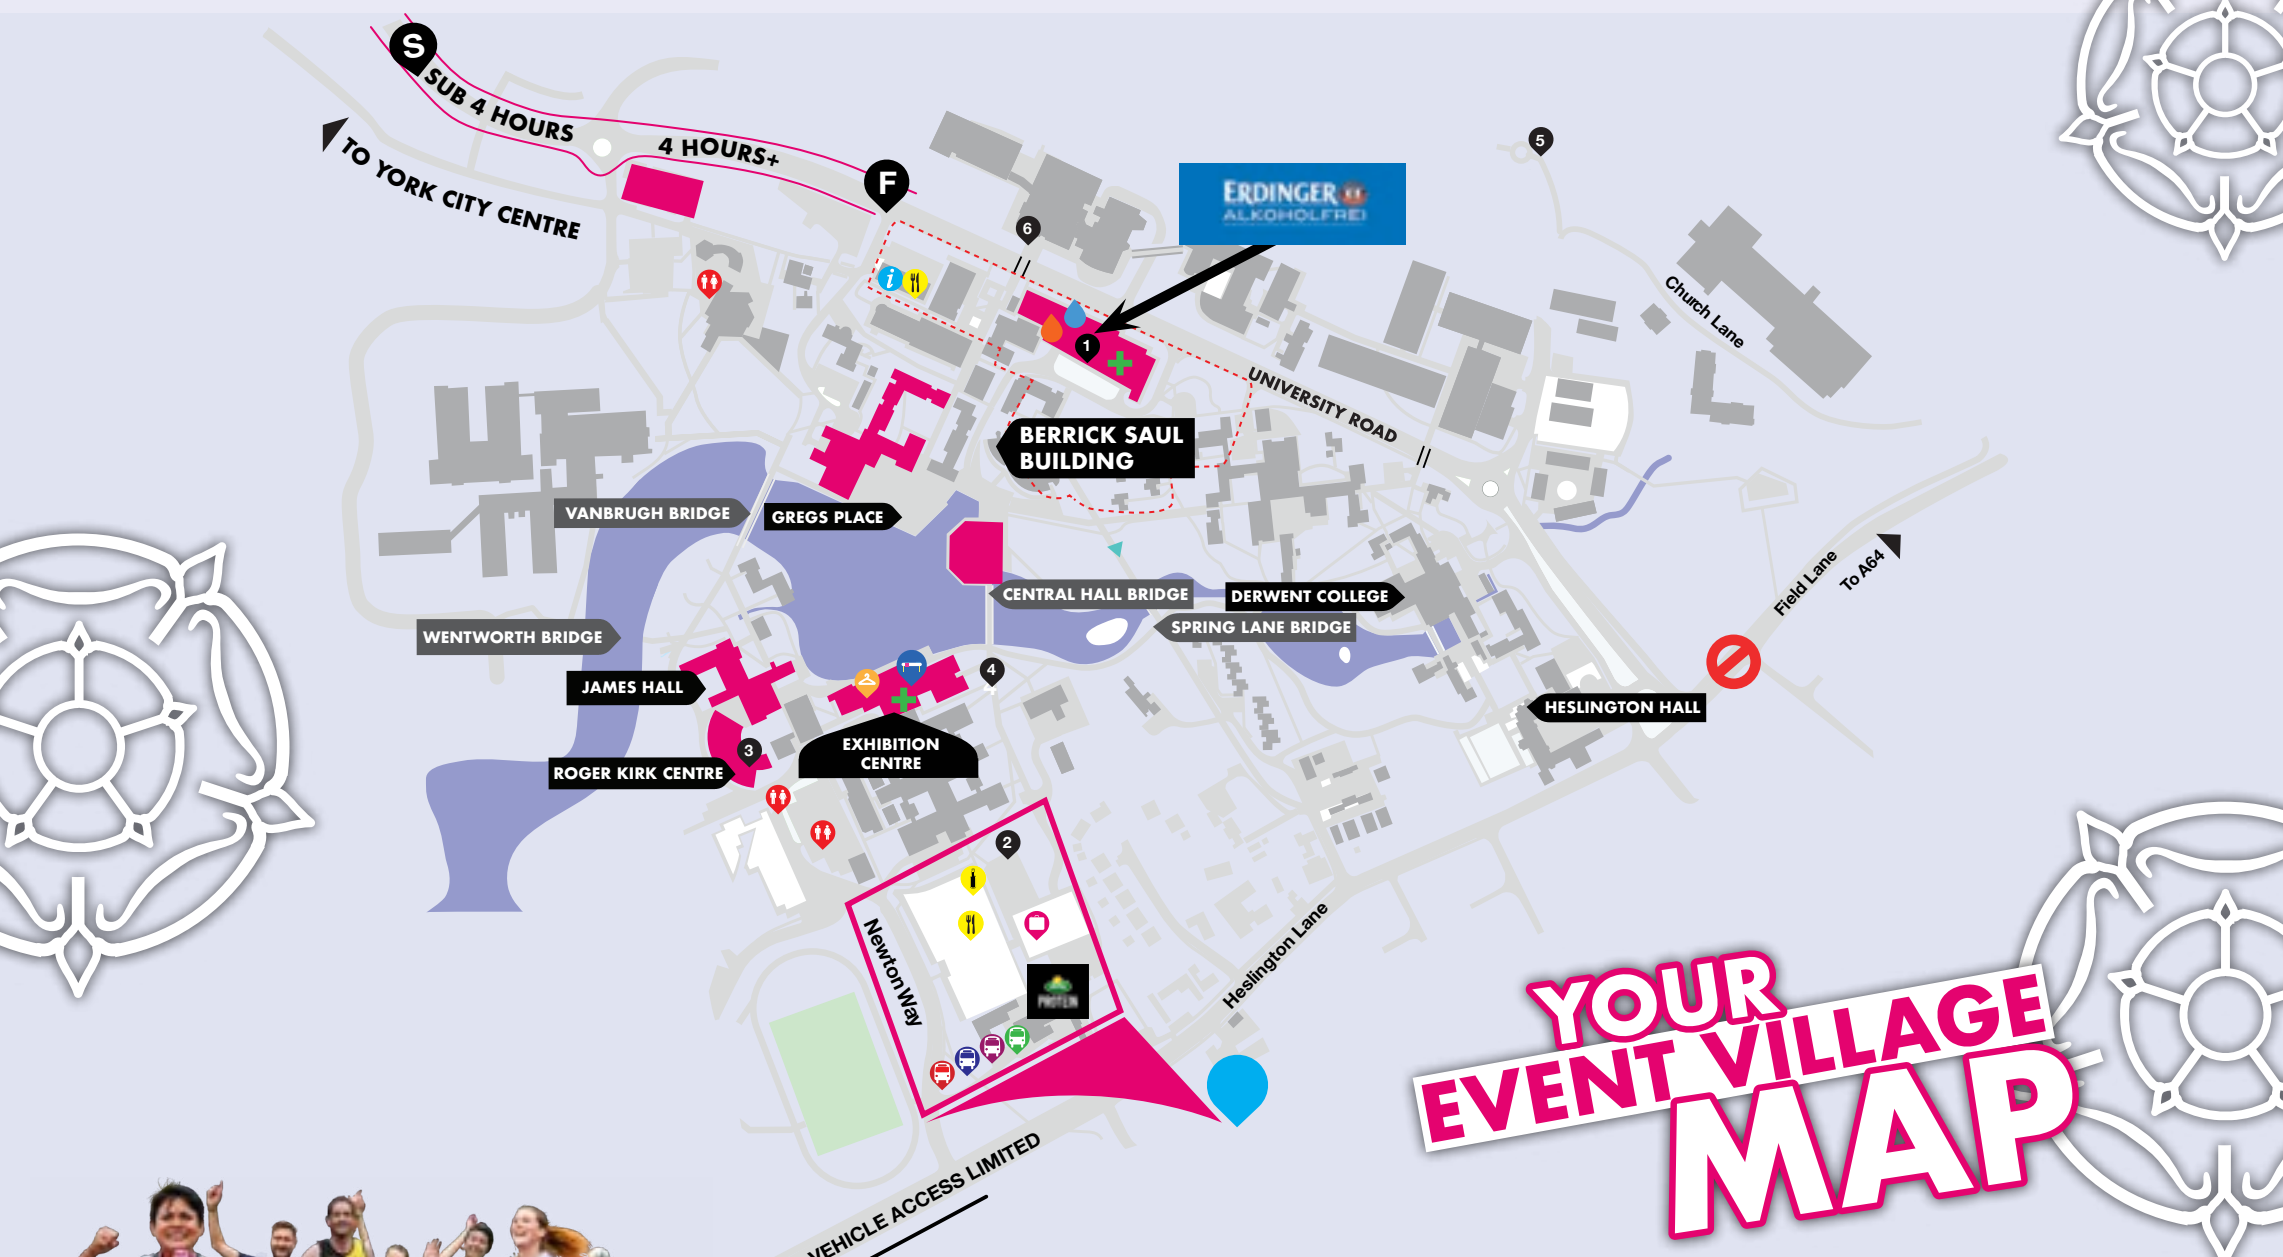 S
SUB 4 HOURS
4 HOURS+
TO YORK CITY CENTRE
F
5
6
ERDINGER
ALKOHOLFREI
i
1
Church Lane
UNIVERSITY ROAD
BERRICK SAUL
BUILDING
VANBRUGH BRIDGE
GREGS PLACE
CENTRAL HALL BRIDGE
DERWENT COLLEGE
SPRING LANE BRIDGE
WENTWORTH BRIDGE
Field Lane
To A64
JAMES HALL
4
HESLINGTON HALL
3
EXHIBITION
CENTRE
ROGER KIRK CENTRE
2
Newton Way
PROTEIN
Heslington Lane
VEHICLE ACCESS LIMITED
YOUR
EVENT VILLAGE
MAP